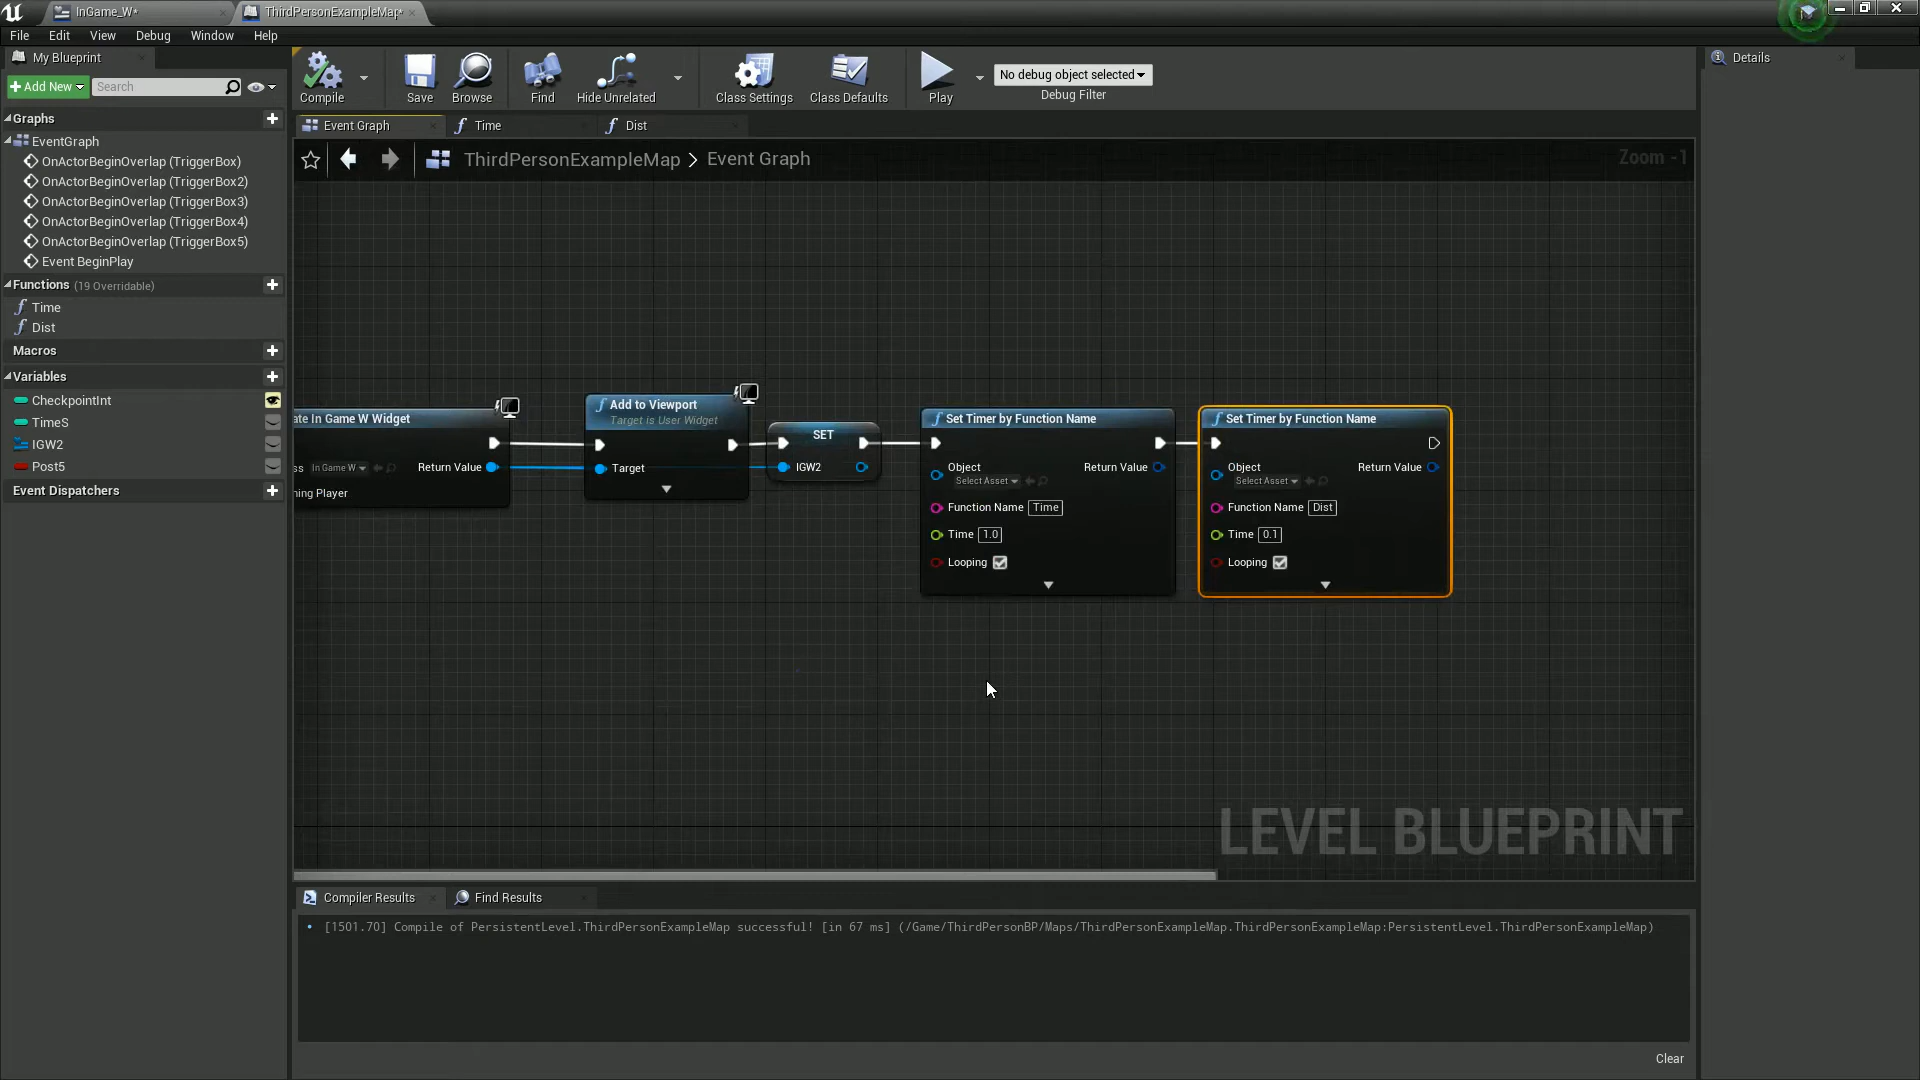 InGame_W*
ThirdPersonExampleMap*
File Edit View Debug Window Help
My Blueprint
Add New
Search
Compile
Save
Browse
Find
Hide Unrelated
Class Settings
Class Defaults
Play
No debug object selected
Debug Filter
Details
Graphs
EventGraph
OnActorBeginOverlap (TriggerBox)
OnActorBeginOverlap (TriggerBox2)
OnActorBeginOverlap (TriggerBox3)
OnActorBeginOverlap (TriggerBox4)
OnActorBeginOverlap (TriggerBox5)
Event BeginPlay
Functions (19 Overridable)
Time
Dist
Macros
Variables
CheckpointInt
TimeS
IGW2
Post5
Event Dispatchers
Event Graph
Time
Dist
ThirdPersonExampleMap > Event Graph
Zoom -1
ate In Game W Widget
ss In Game W
Return Value
ning Player
Add to Viewport
Target is User Widget
Target
SET
IGW2
Set Timer by Function Name
Object
Select Asset
Return Value
Function Name Time
Time 1.0
Looping
Set Timer by Function Name
Object
Select Asset
Return Value
Function Name Dist
Time 0.1
Looping
LEVEL BLUEPRINT
Compiler Results
Find Results
[1501.70] Compile of PersistentLevel.ThirdPersonExampleMap successful! [in 67 ms] (/Game/ThirdPersonBP/Maps/ThirdPersonExampleMap.ThirdPersonExampleMap:PersistentLevel.ThirdPersonExampleMap)
Clear